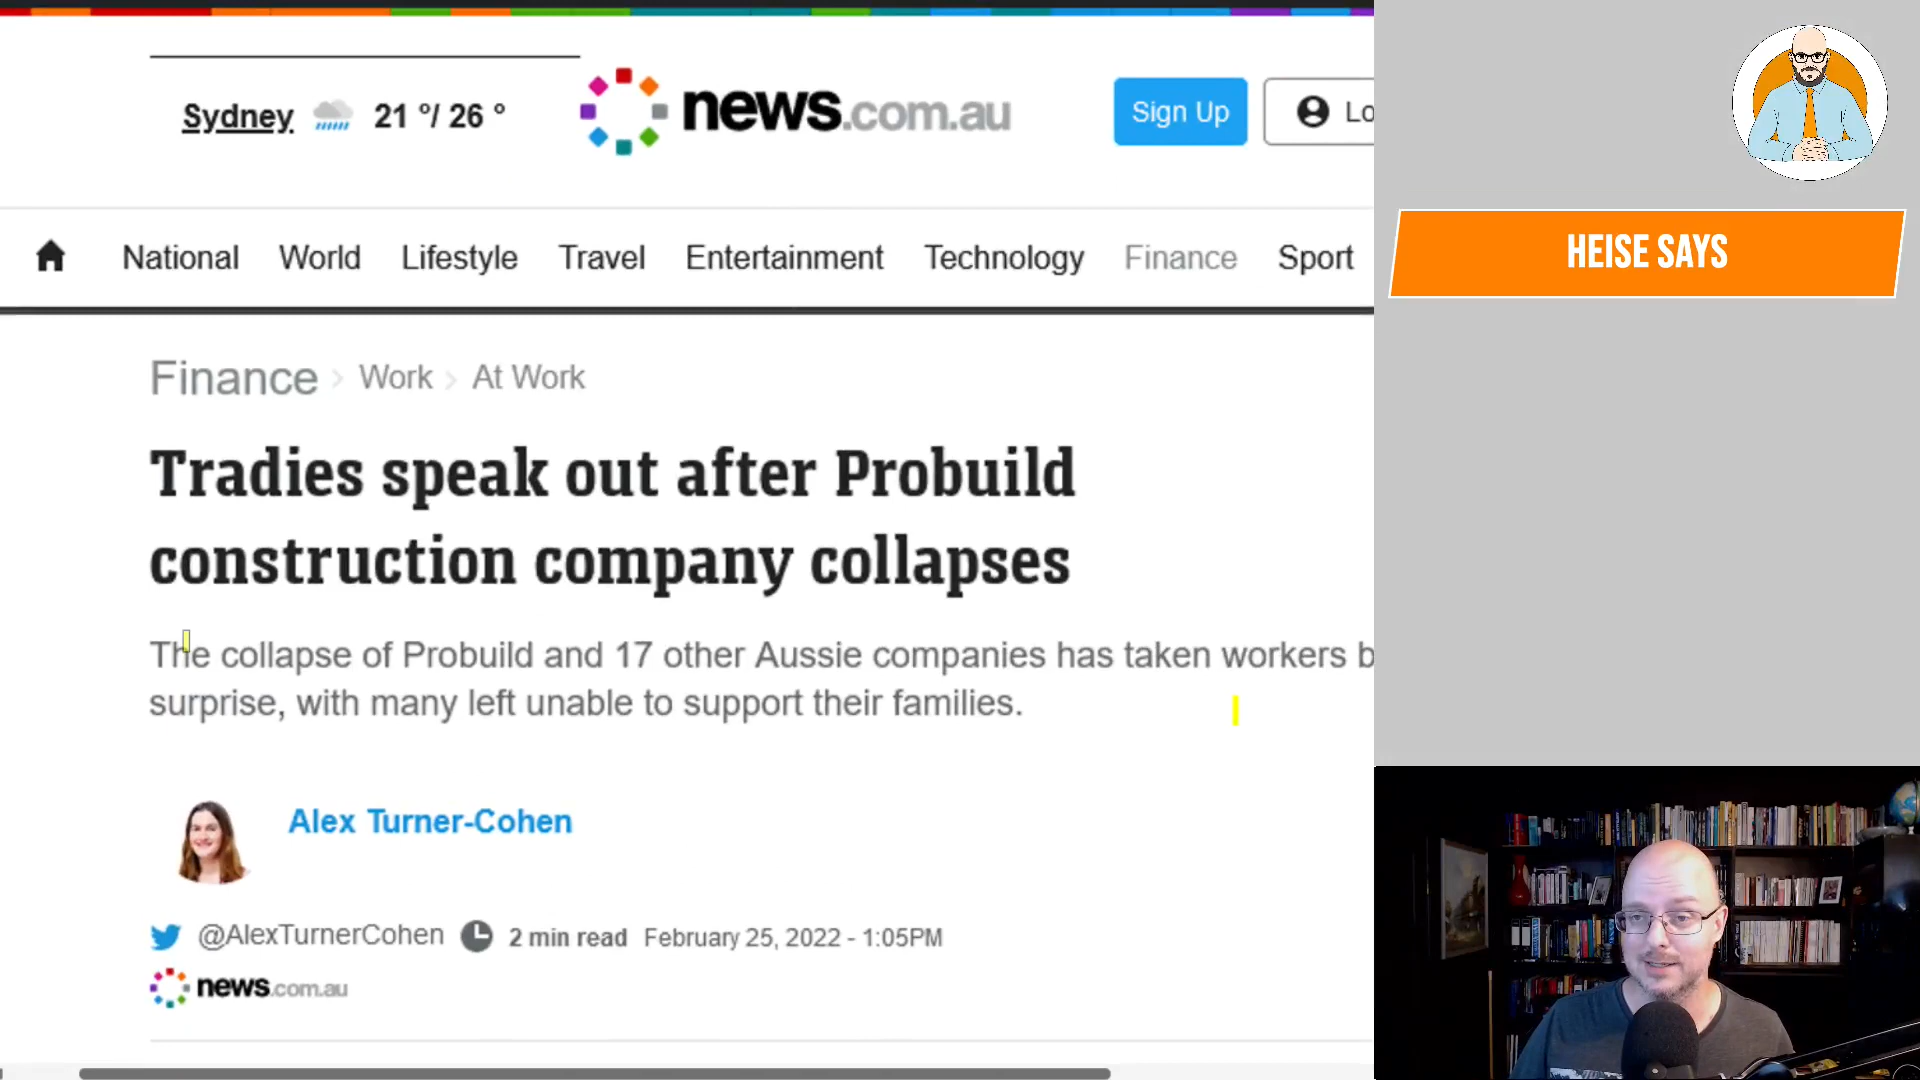 Sydney 21 °/ 26 ° news.com.au Sign Up Lo
National World Lifestyle Travel Entertainment Technology Finance Sport
Finance > Work > At Work
Tradies speak out after Probuild
construction company collapses
The collapse of Probuild and 17 other Aussie companies has taken workers b
surprise, with many left unable to support their families.
Alex Turner-Cohen
@AlexTurnerCohen 2 min read February 25, 2022 - 1:05PM
news.com.au
HEISE SAYS